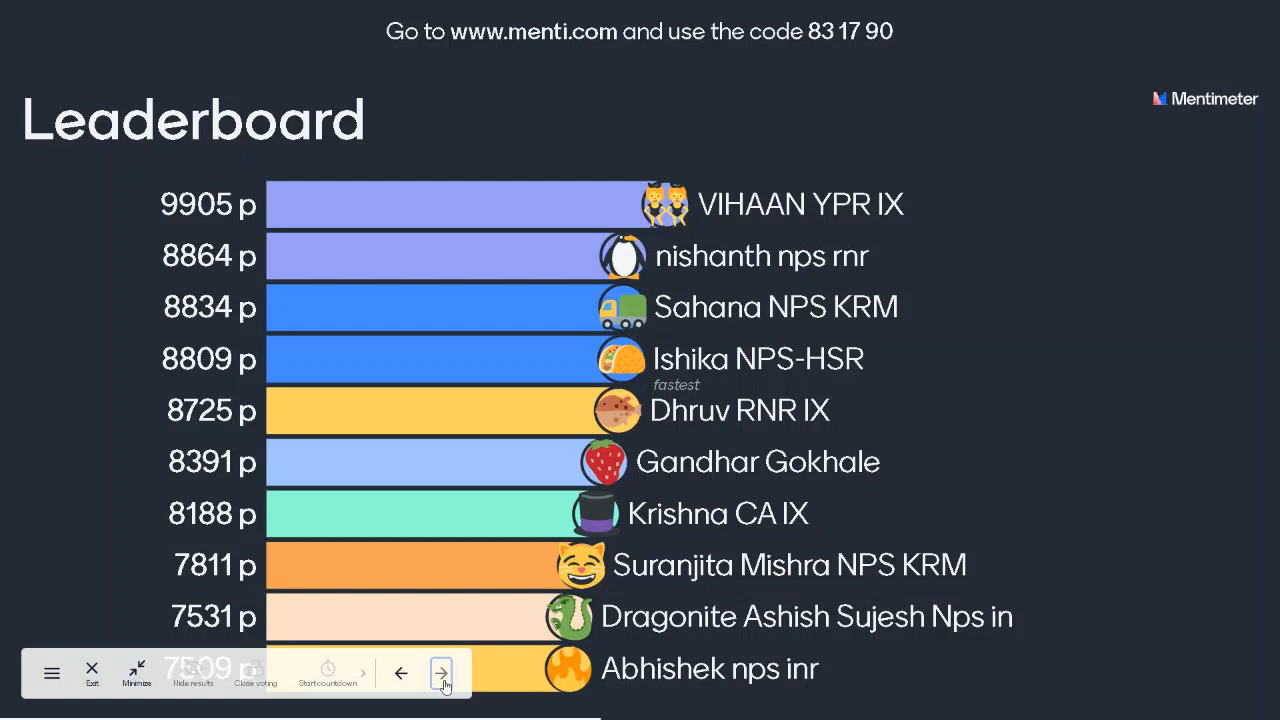 Go to www.menti.com and use the code 83 17 90
Leaderboard
Mentimeter
9905 p VIHAAN YPR IX
8864 p nishanth nps rnr
8834 p Sahana NPS KRM
8809 p Ishika NPS-HSR
fastest
8725 p Dhruv RNR IX
8391 p Gandhar Gokhale
8188 p Krishna CA IX
7811 p Suranjita Mishra NPS KRM
7531 p Dragonite Ashish Sujesh Nps in
7509 p Abhishek nps inr
Exit Minimize Hide results Close voting Start countdown